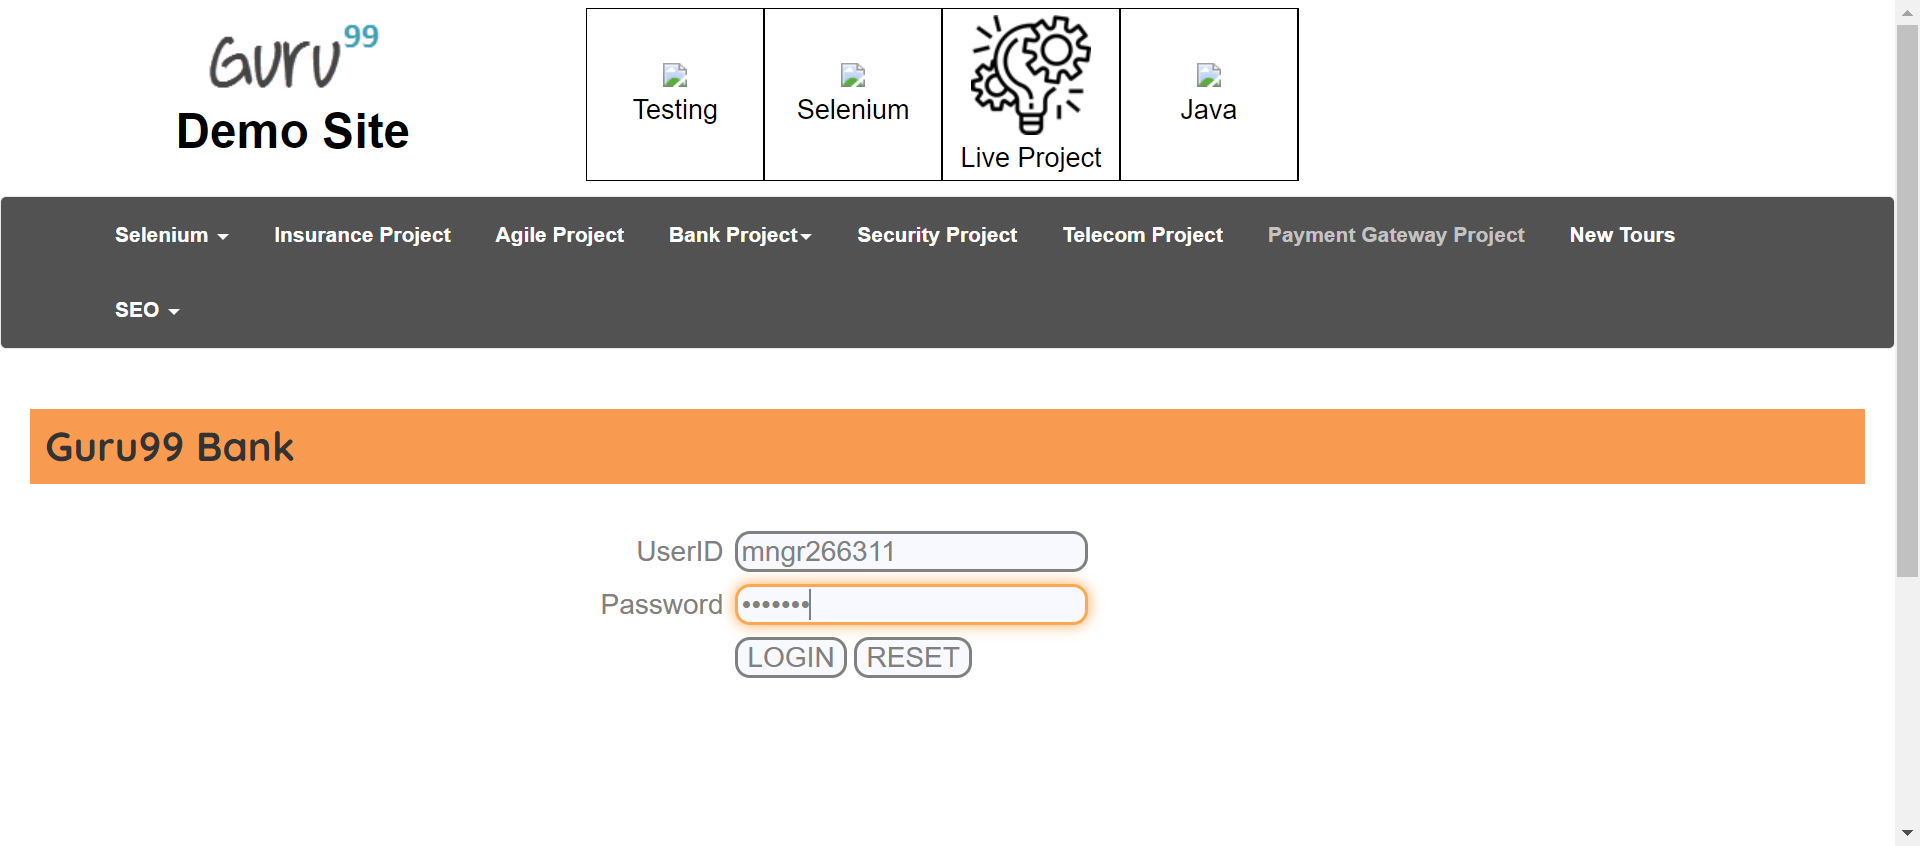 Guru99
Demo Site
Testing
Selenium
Live Project
Java
Selenium
Insurance Project
Agile Project
Bank Project
Security Project
Telecom Project
Payment Gateway Project
New Tours
SEO
Guru99 Bank
UserID mngr266311
Password •••••••
LOGIN RESET